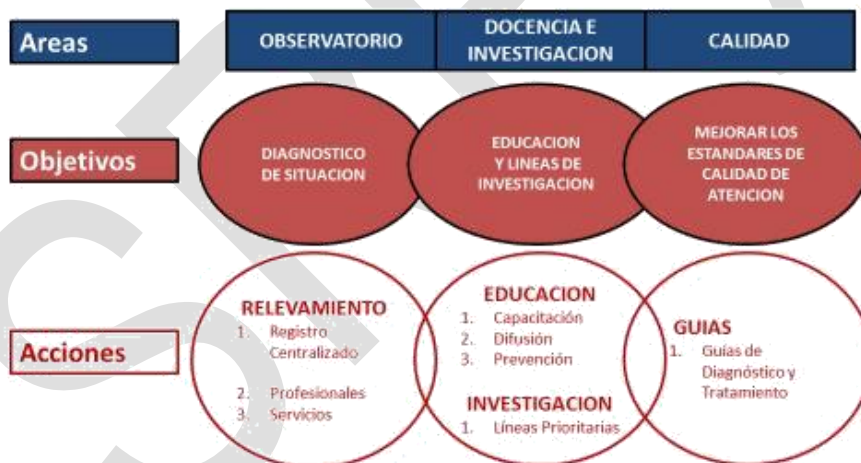 Areas
OBSERVATORIO
DOCENCIA E
INVESTIGACION
CALIDAD
Objetivos
DIAGNOSTICO
DE SITUACION
EDUCACION
Y LINEAS DE
INVESTIGACION
MEJORAR LOS
ESTANDARES DE
CALIDAD DE
ATENCION
Acciones
RELEVAMIENTO
1. Registro
Centralizado
2. Profesionales
3. Servicios
EDUCACION
1. Capacitación
2. Difusión
3. Prevención
INVESTIGACION
1. Líneas Prioritarias
GUIAS
1. Guías de
Diagnóstico y
Tratamiento